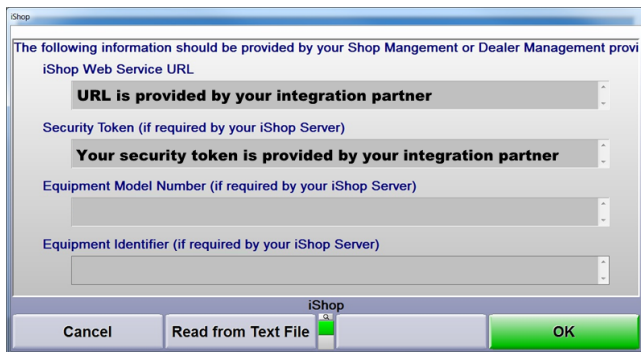 iShop
The following information should be provided by your Shop Mangement or Dealer Management provi
iShop Web Service URL
URL is provided by your integration partner
Security Token (if required by your iShop Server)
Your security token is provided by your integration partner
Equipment Model Number (if required by your iShop Server)
Equipment Identifier (if required by your iShop Server)
iShop
Cancel
Read from Text File
OK